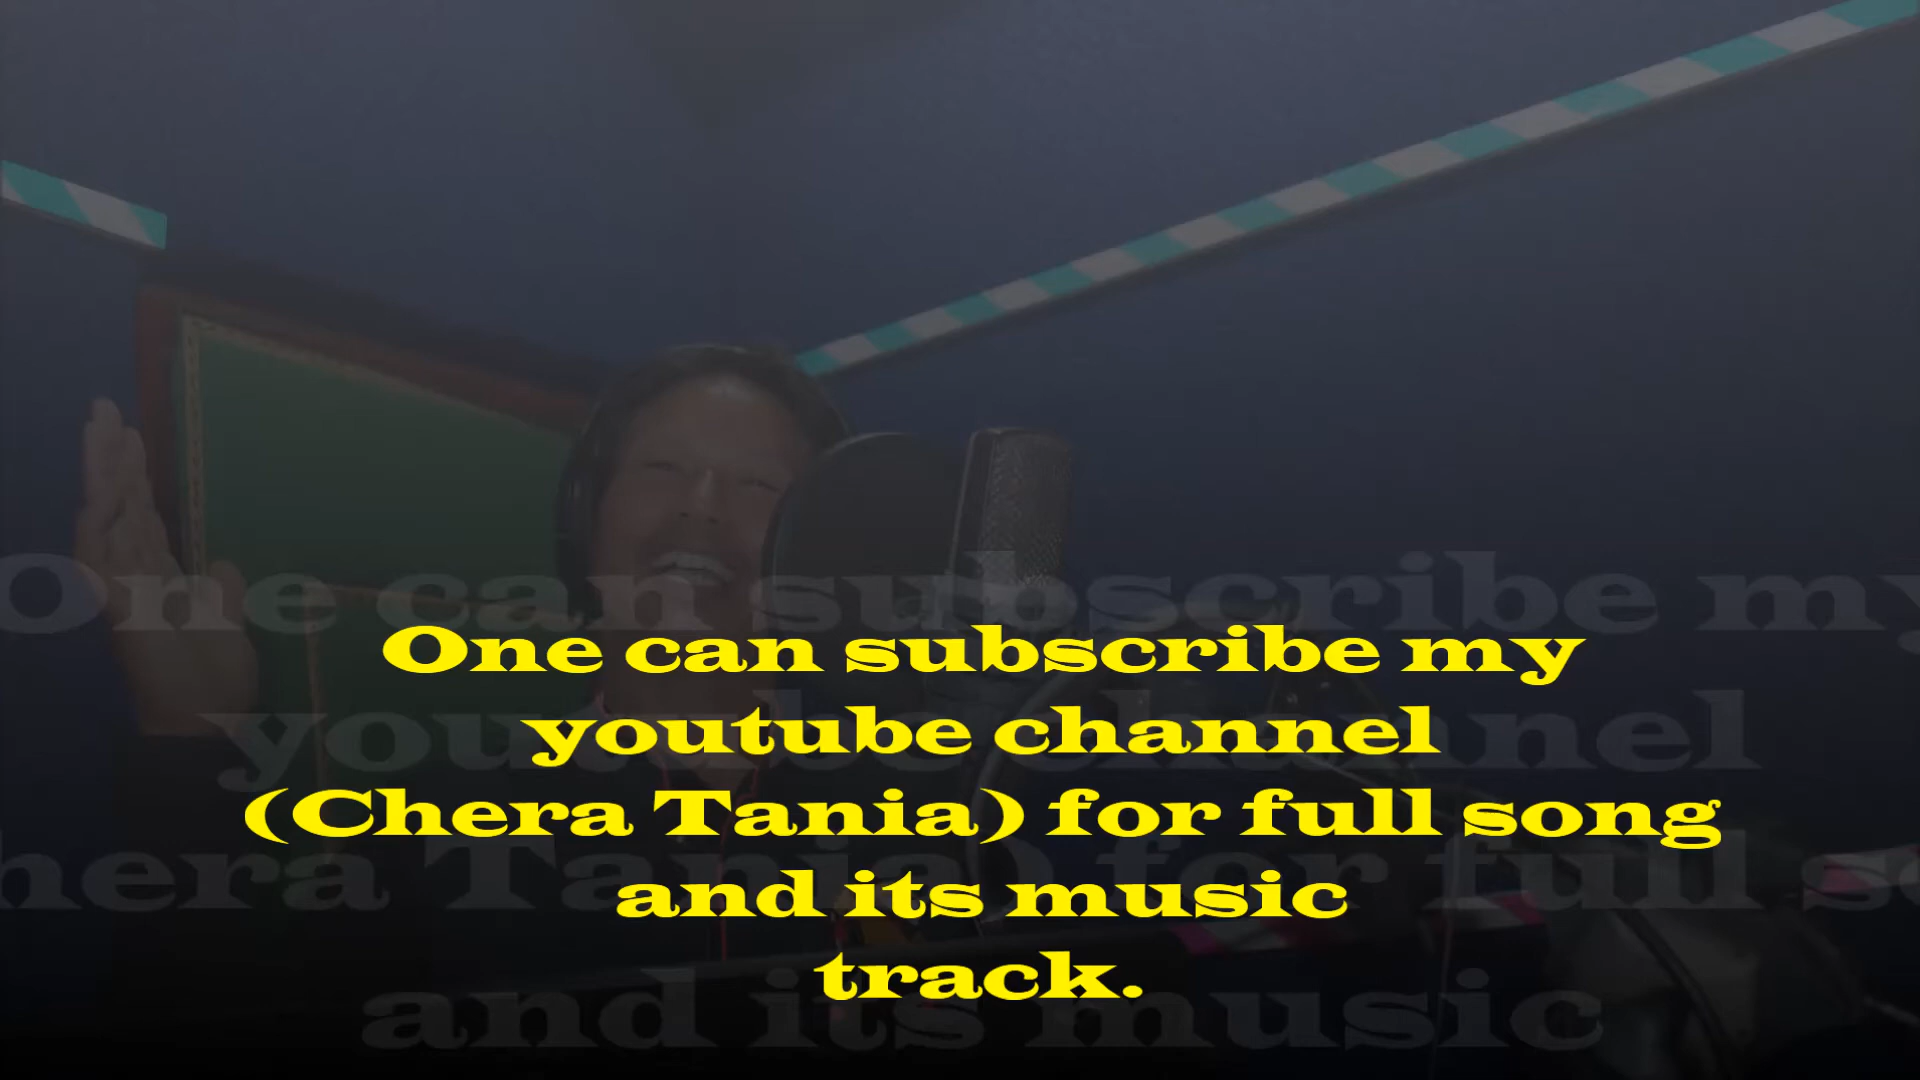 One can subscribe my
youtube channel
(Chera Tania) for full song
and its music
track.